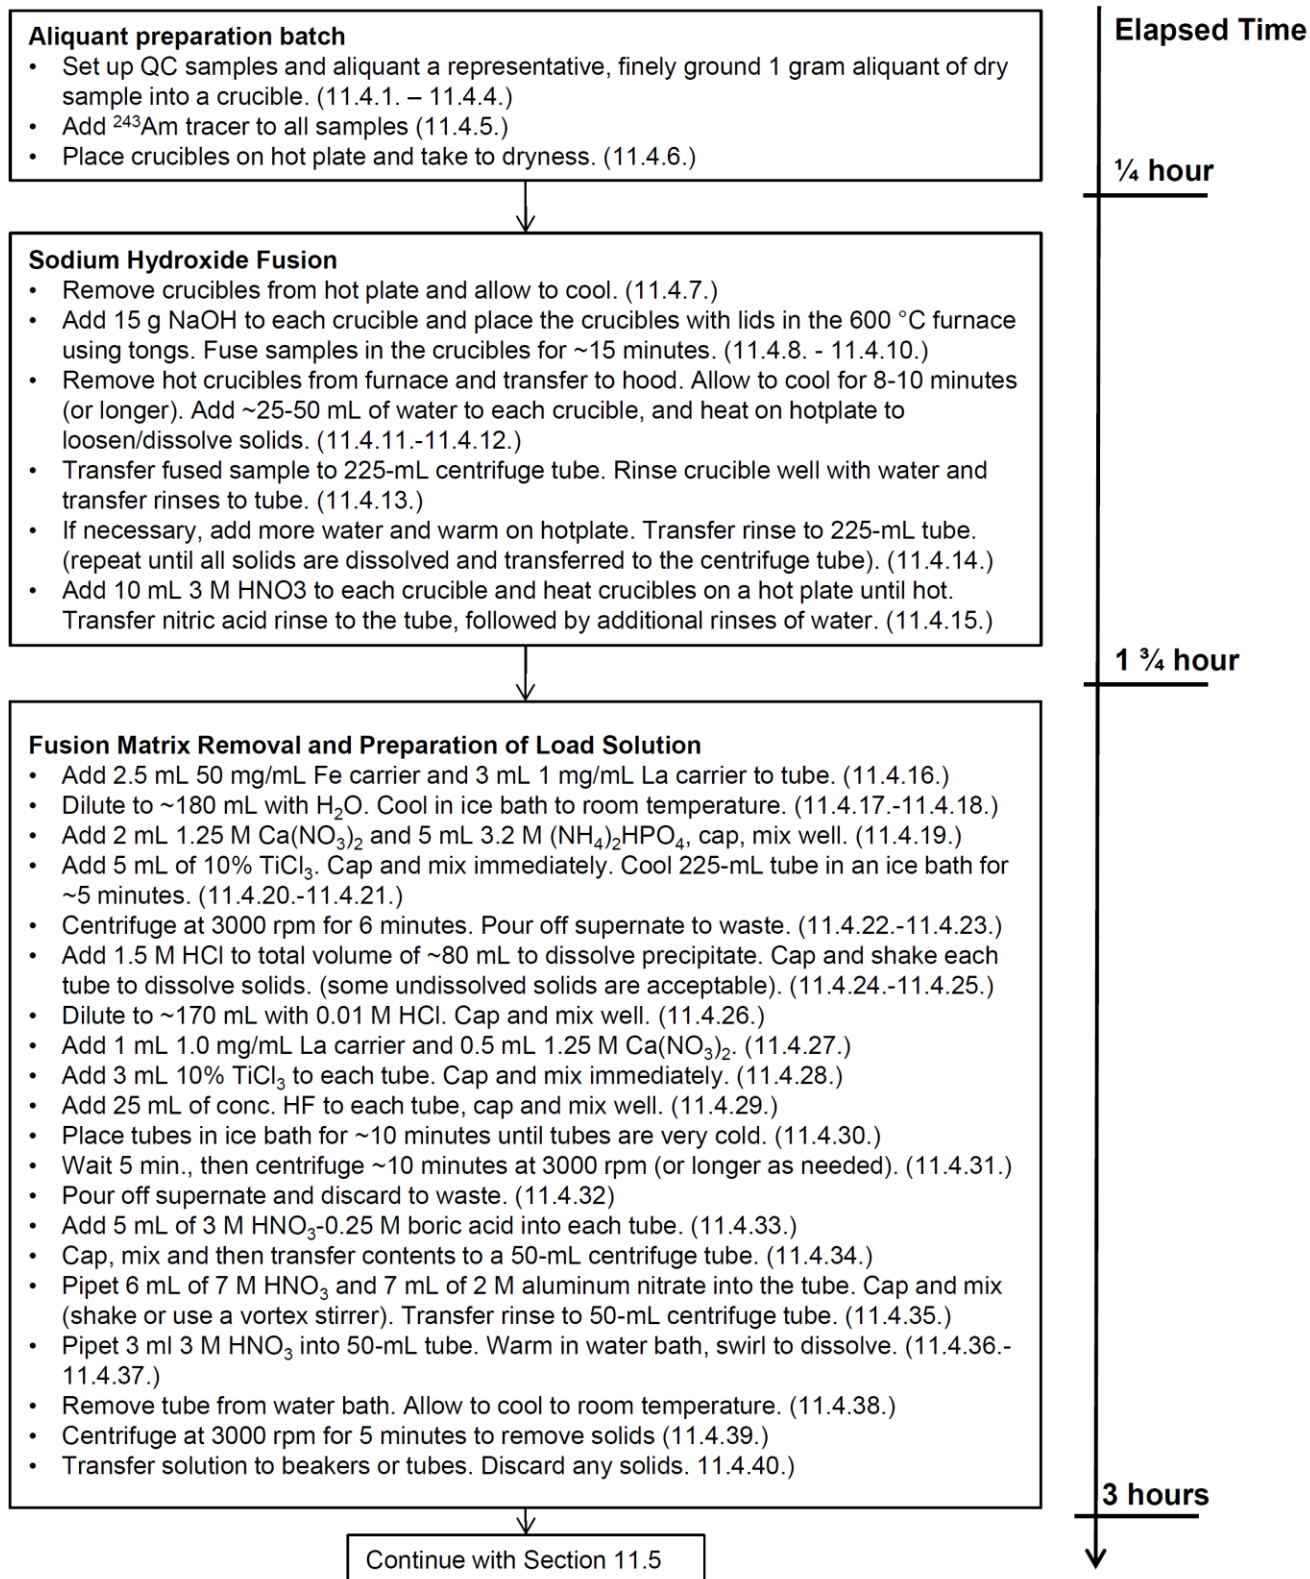 Elapsed Time
Aliquant preparation batch
• Set up QC samples and aliquant a representative, finely ground 1 gram aliquant of dry
sample into a crucible. (11.4.1. – 11.4.4.)
• Add ²⁴³Am tracer to all samples (11.4.5.)
• Place crucibles on hot plate and take to dryness. (11.4.6.)
¼ hour
Sodium Hydroxide Fusion
• Remove crucibles from hot plate and allow to cool. (11.4.7.)
• Add 15 g NaOH to each crucible and place the crucibles with lids in the 600 °C furnace
using tongs. Fuse samples in the crucibles for ~15 minutes. (11.4.8. - 11.4.10.)
• Remove hot crucibles from furnace and transfer to hood. Allow to cool for 8-10 minutes
(or longer). Add ~25-50 mL of water to each crucible, and heat on hotplate to
loosen/dissolve solids. (11.4.11.-11.4.12.)
• Transfer fused sample to 225-mL centrifuge tube. Rinse crucible well with water and
transfer rinses to tube. (11.4.13.)
• If necessary, add more water and warm on hotplate. Transfer rinse to 225-mL tube.
(repeat until all solids are dissolved and transferred to the centrifuge tube). (11.4.14.)
• Add 10 mL 3 M HNO3 to each crucible and heat crucibles on a hot plate until hot.
Transfer nitric acid rinse to the tube, followed by additional rinses of water. (11.4.15.)
1 ¾ hour
Fusion Matrix Removal and Preparation of Load Solution
• Add 2.5 mL 50 mg/mL Fe carrier and 3 mL 1 mg/mL La carrier to tube. (11.4.16.)
• Dilute to ~180 mL with H₂O. Cool in ice bath to room temperature. (11.4.17.-11.4.18.)
• Add 2 mL 1.25 M Ca(NO₃)₂ and 5 mL 3.2 M (NH₄)₂HPO₄, cap, mix well. (11.4.19.)
• Add 5 mL of 10% TiCl₃. Cap and mix immediately. Cool 225-mL tube in an ice bath for
~5 minutes. (11.4.20.-11.4.21.)
• Centrifuge at 3000 rpm for 6 minutes. Pour off supernate to waste. (11.4.22.-11.4.23.)
• Add 1.5 M HCl to total volume of ~80 mL to dissolve precipitate. Cap and shake each
tube to dissolve solids. (some undissolved solids are acceptable). (11.4.24.-11.4.25.)
• Dilute to ~170 mL with 0.01 M HCl. Cap and mix well. (11.4.26.)
• Add 1 mL 1.0 mg/mL La carrier and 0.5 mL 1.25 M Ca(NO₃)₂. (11.4.27.)
• Add 3 mL 10% TiCl₃ to each tube. Cap and mix immediately. (11.4.28.)
• Add 25 mL of conc. HF to each tube, cap and mix well. (11.4.29.)
• Place tubes in ice bath for ~10 minutes until tubes are very cold. (11.4.30.)
• Wait 5 min., then centrifuge ~10 minutes at 3000 rpm (or longer as needed). (11.4.31.)
• Pour off supernate and discard to waste. (11.4.32)
• Add 5 mL of 3 M HNO₃-0.25 M boric acid into each tube. (11.4.33.)
• Cap, mix and then transfer contents to a 50-mL centrifuge tube. (11.4.34.)
• Pipet 6 mL of 7 M HNO₃ and 7 mL of 2 M aluminum nitrate into the tube. Cap and mix
(shake or use a vortex stirrer). Transfer rinse to 50-mL centrifuge tube. (11.4.35.)
• Pipet 3 ml 3 M HNO₃ into 50-mL tube. Warm in water bath, swirl to dissolve. (11.4.36.-
11.4.37.)
• Remove tube from water bath. Allow to cool to room temperature. (11.4.38.)
• Centrifuge at 3000 rpm for 5 minutes to remove solids (11.4.39.)
• Transfer solution to beakers or tubes. Discard any solids. 11.4.40.)
3 hours
Continue with Section 11.5